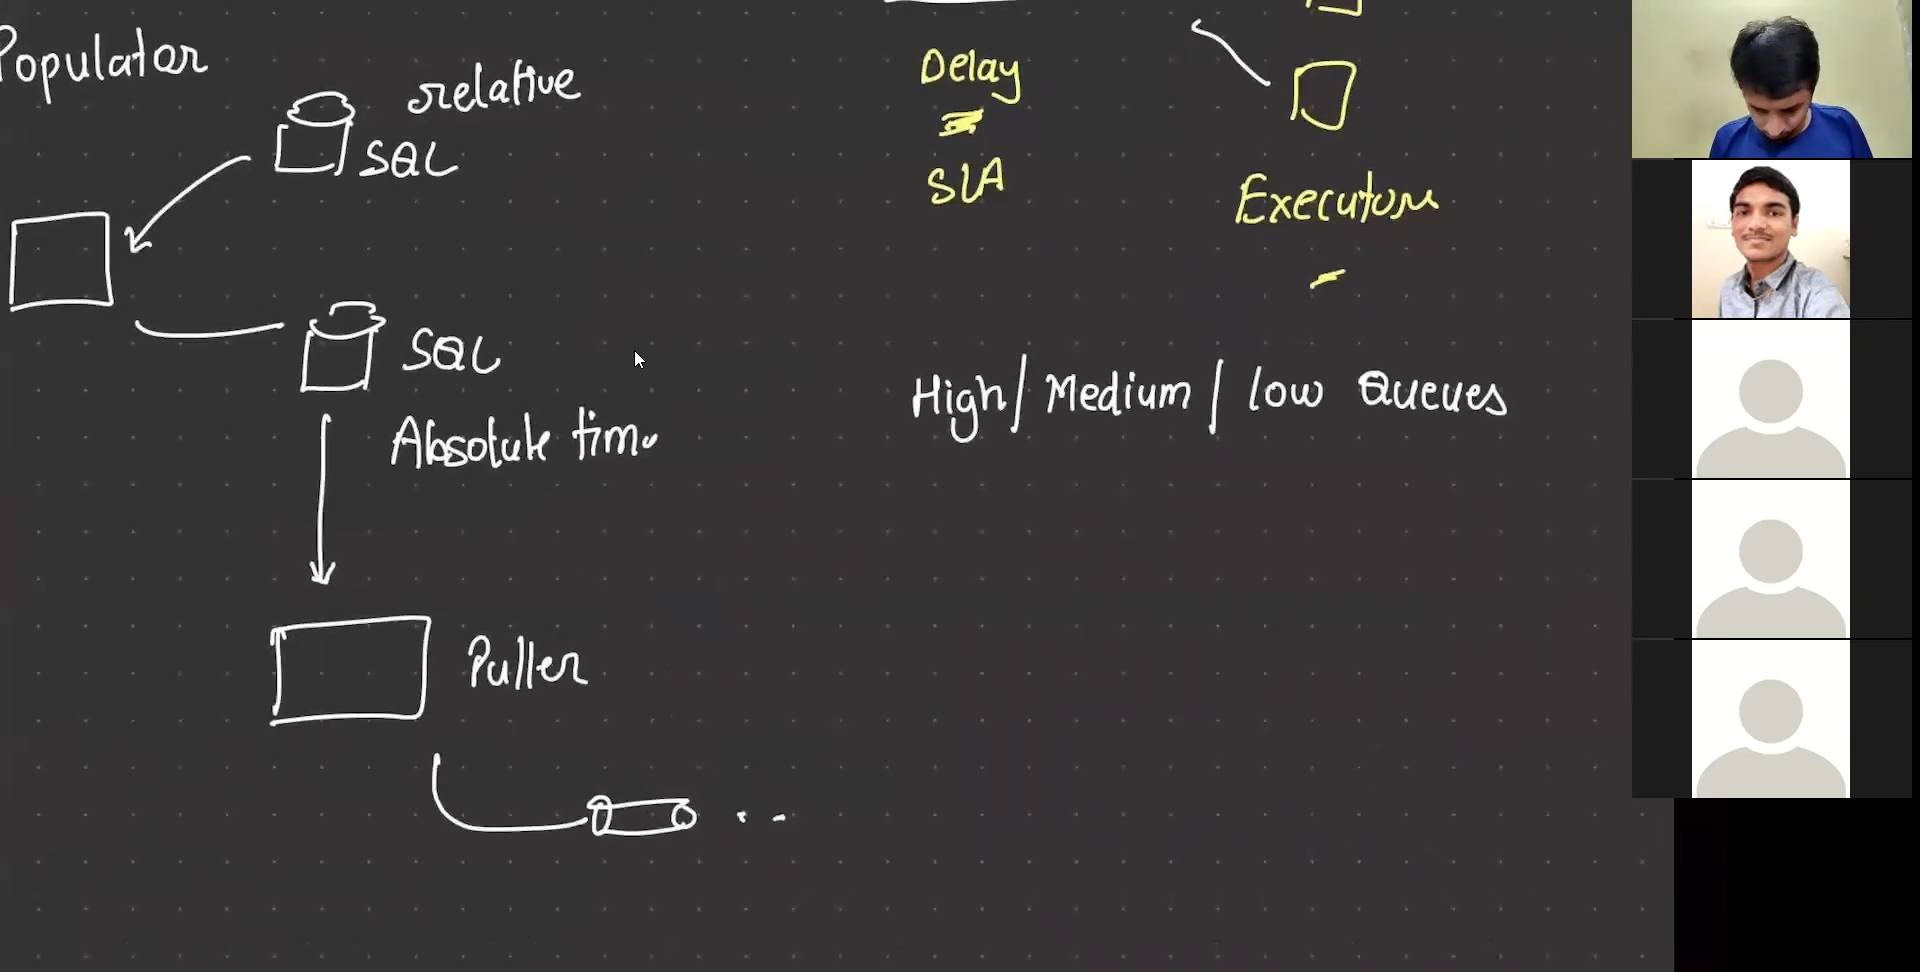 Populator
relative
SQL
SQL
Absolute time
Puller
Delay
SLA
Executors
High/Medium/low Queues